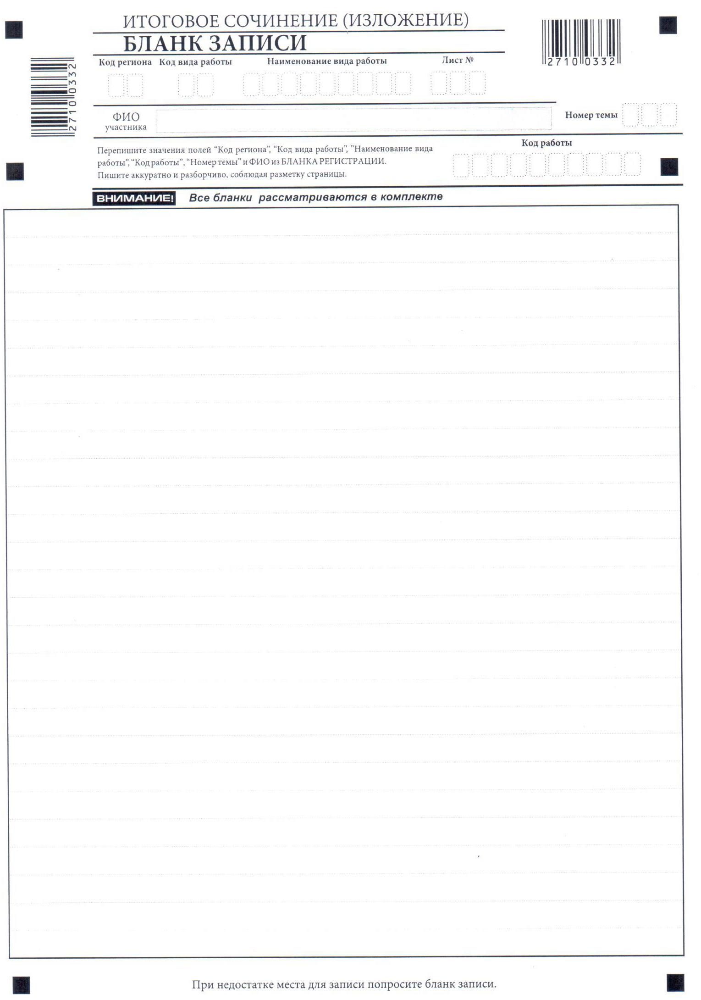 ИТОГОВОЕ СОЧИНЕНИЕ (ИЗЛОЖЕНИЕ)
БЛАНК ЗАПИСИ
2710 0332
2710 0332
Код региона Код вида работы Наименование вида работы Лист №
ФИО
участника
Номер темы
Код работы
Перепишите значения полей “Код региона”, “Код вида работы”, ”Наименование вида
работы”, “Код работы”, “Номер темы” и ФИО из БЛАНКА РЕГИСТРАЦИИ.
Пишите аккуратно и разборчиво, соблюдая разметку страницы.
ВНИМАНИЕ! Все бланки рассматриваются в комплекте
При недостатке места для записи попросите бланк записи.